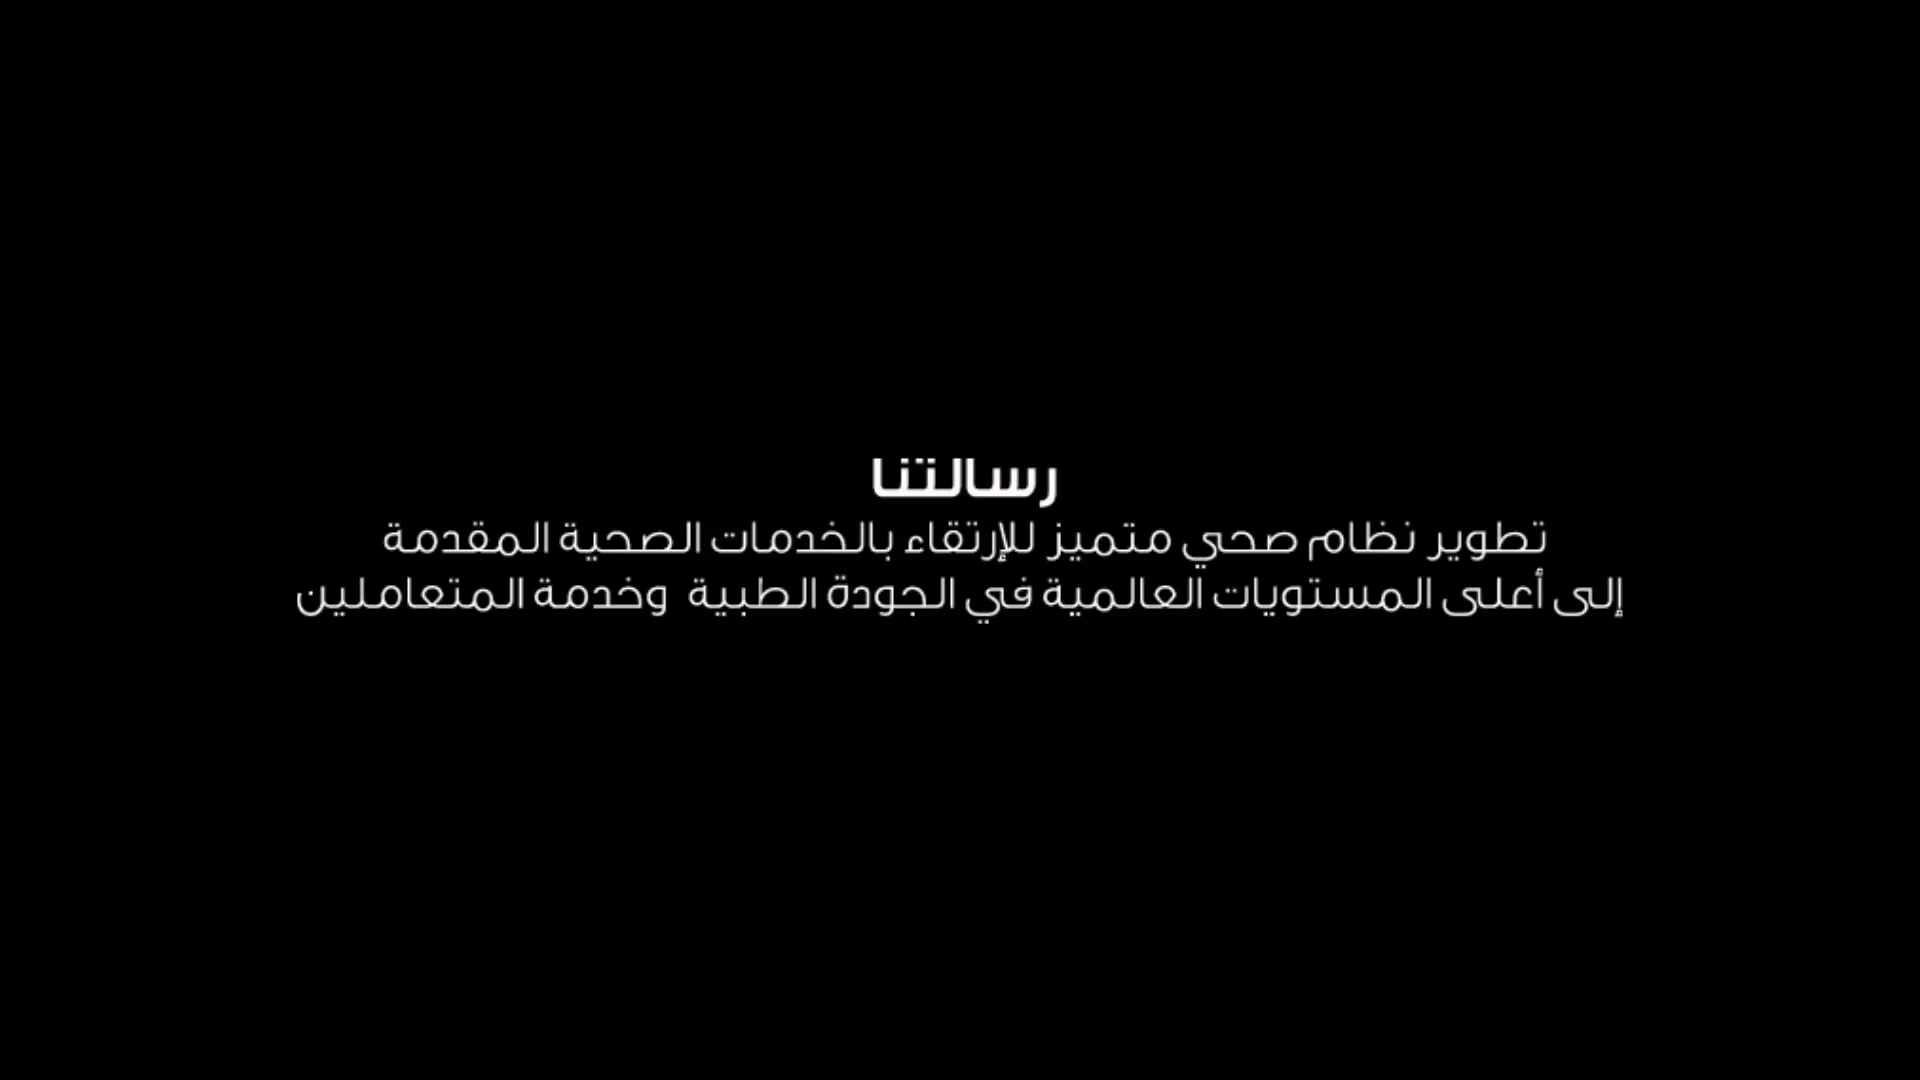 رسالتنا
تطوير نظام صحي متميز للإرتقاء بالخدمات الصحية المقدمة
إلى أعلى المستويات العالمية في الجودة الطبية وخدمة المتعاملين